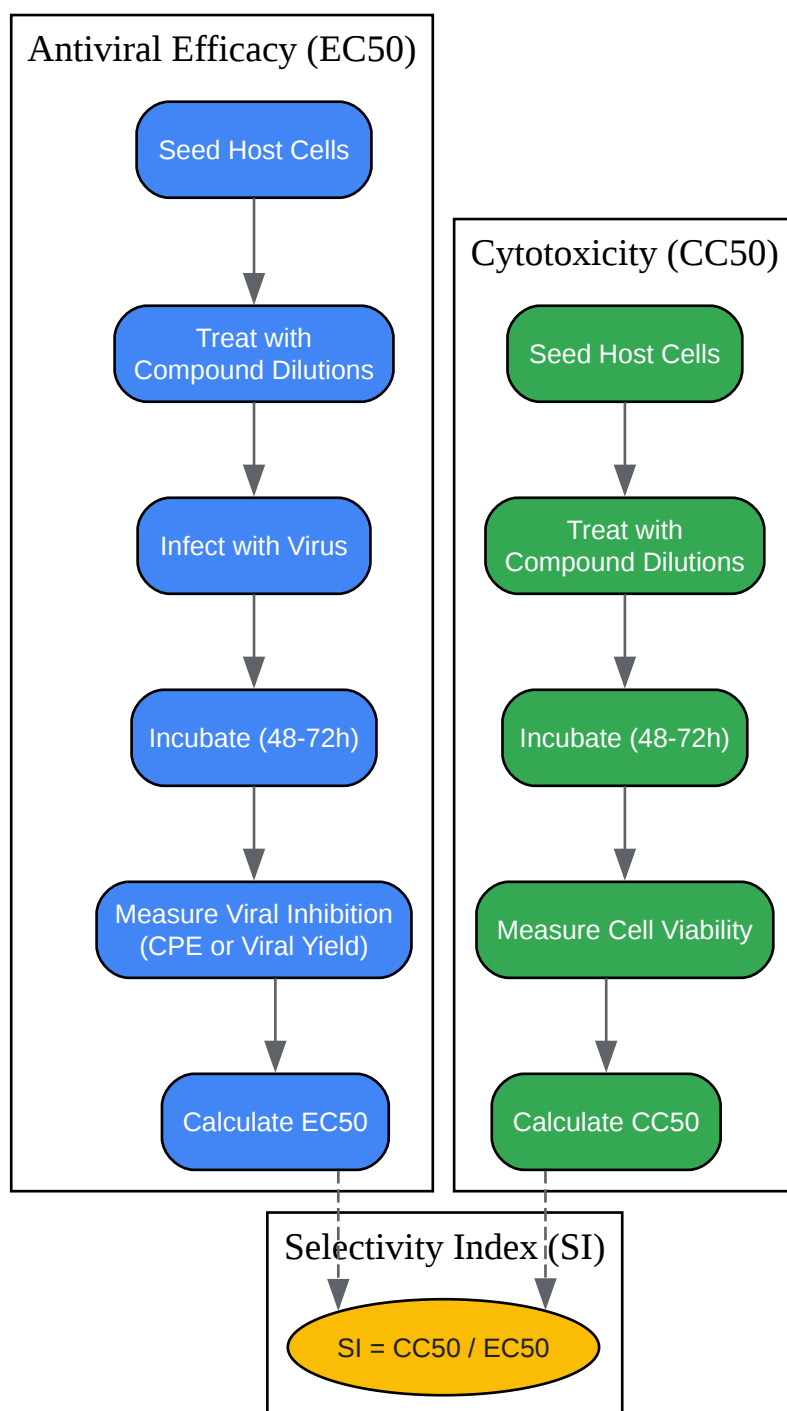 Antiviral Efficacy (EC50)
Seed Host Cells
Treat with
Compound Dilutions
Infect with Virus
Incubate (48-72h)
Measure Viral Inhibition
(CPE or Viral Yield)
Calculate EC50
Cytotoxicity (CC50)
Seed Host Cells
Treat with
Compound Dilutions
Incubate (48-72h)
Measure Cell Viability
Calculate CC50
Selectivity Index (SI)
SI = CC50 / EC50